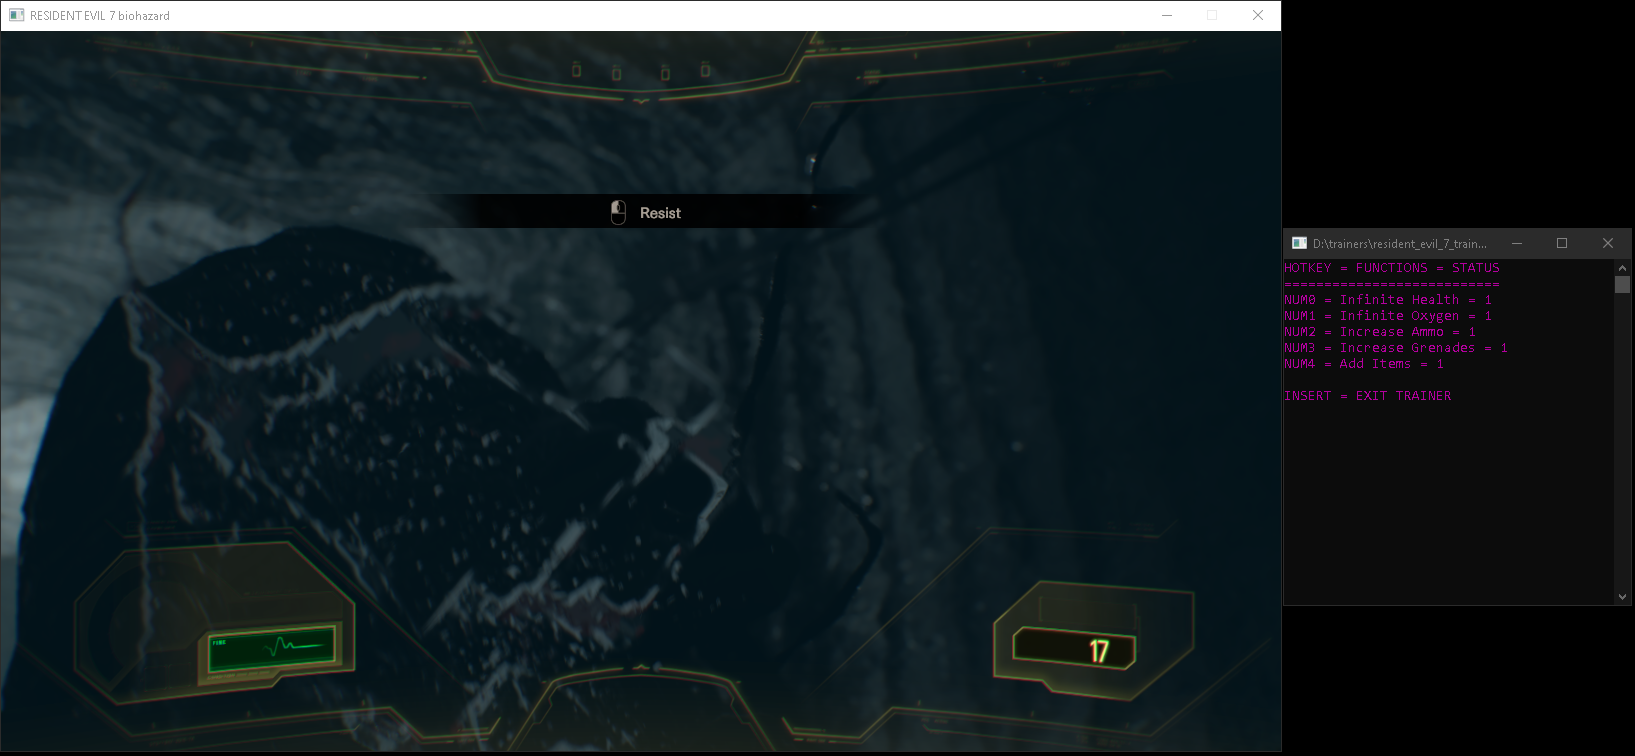 RESIDENT EVIL 7 biohazard
Resist
FINE
17
D:\trainers\resident_evil_7_train...
HOTKEY = FUNCTIONS = STATUS
===========================
NUM0 = Infinite Health = 1
NUM1 = Infinite Oxygen = 1
NUM2 = Increase Ammo = 1
NUM3 = Increase Grenades = 1
NUM4 = Add Items = 1
INSERT = EXIT TRAINER